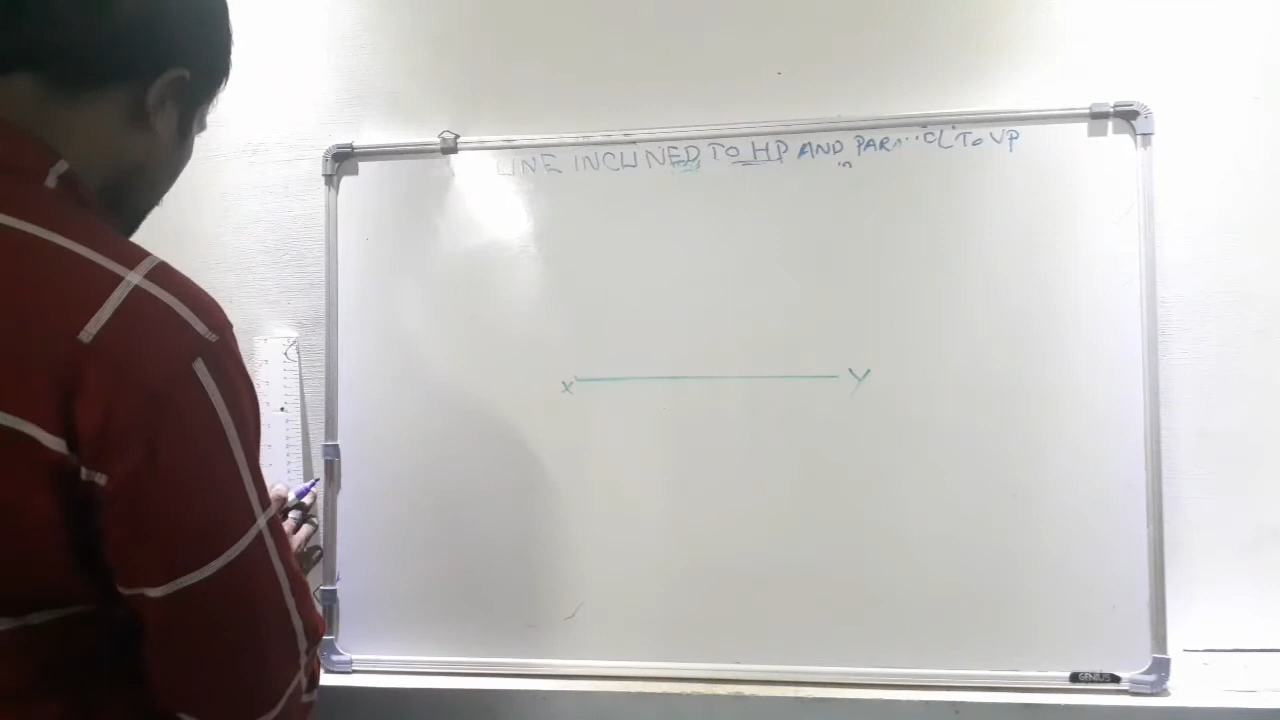 LINE INCLINED TO HP AND TO VP
X Y
GENIUS